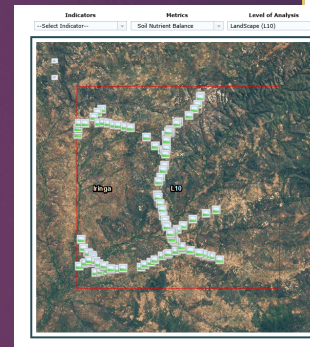 Indicators Metrics Level of Analysis
--Select Indicator-- Soil Nutrient Balance LandScape (L10)
Iringa L10